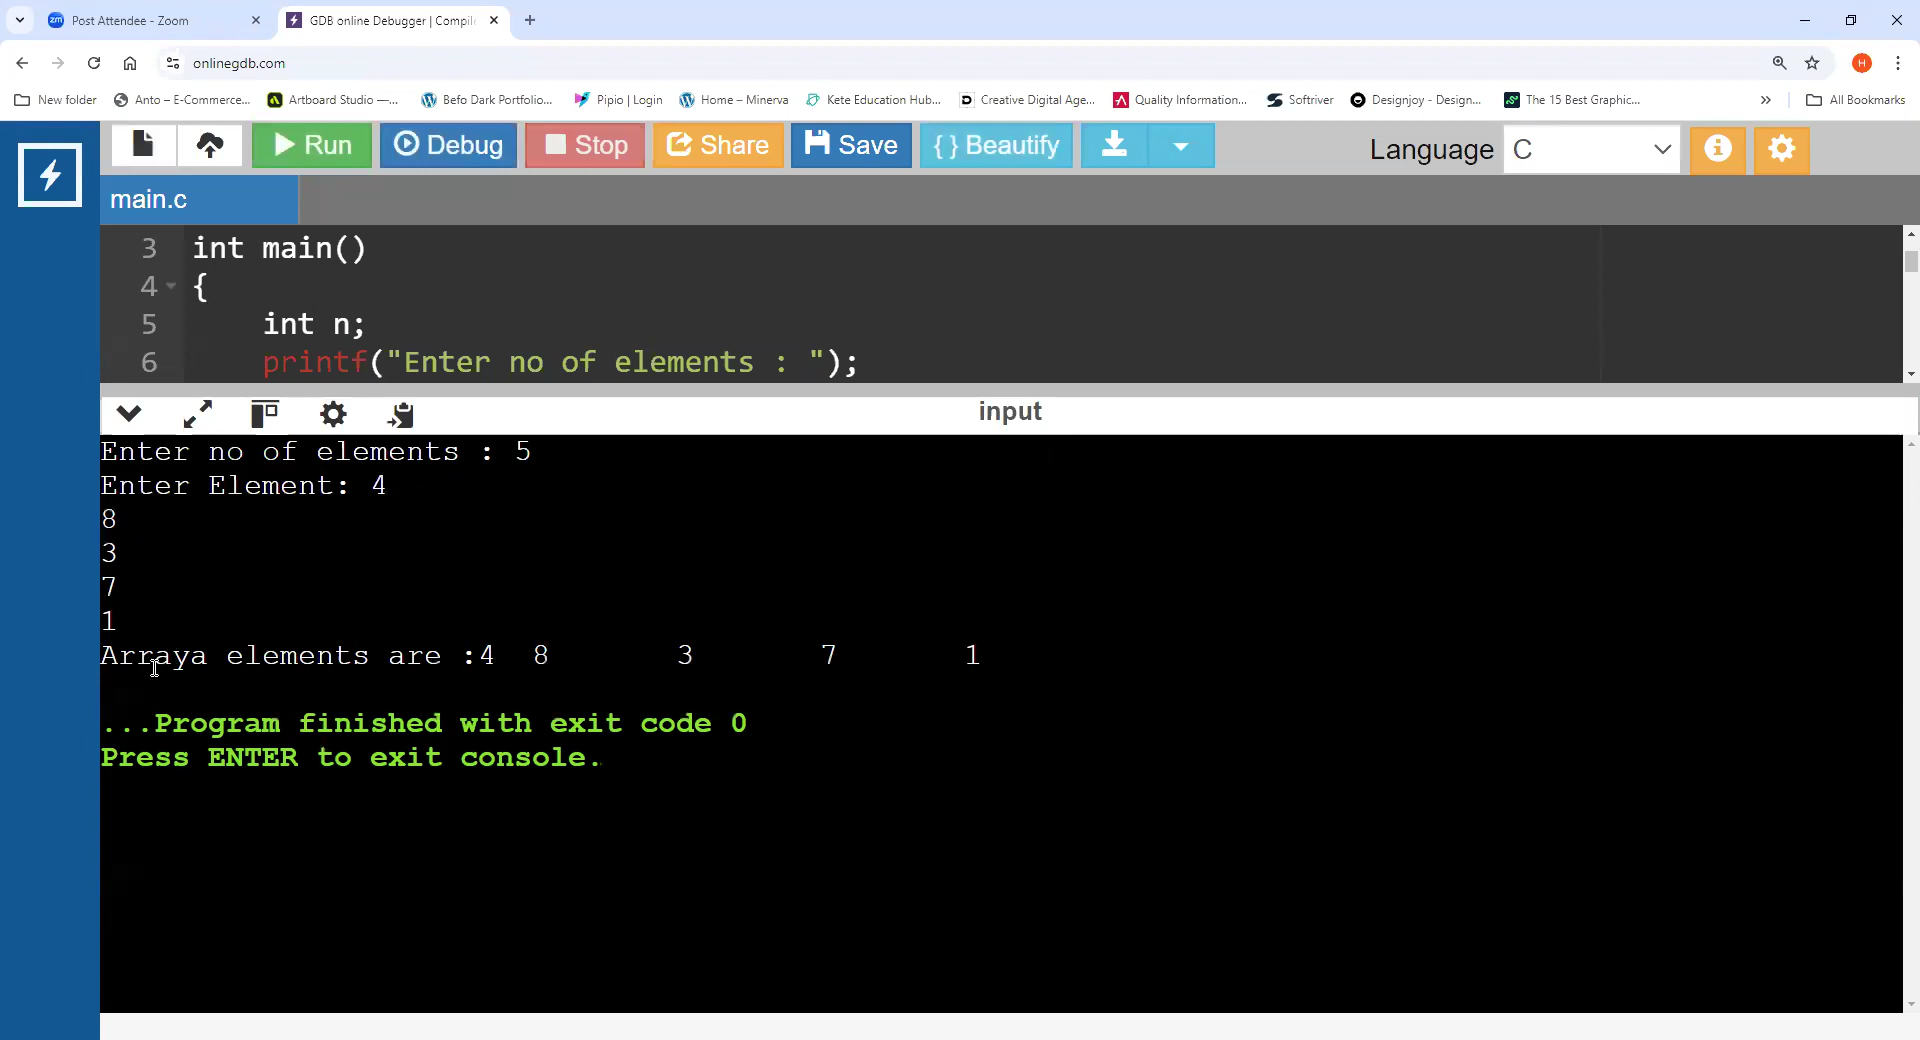 zm Post Attendee - Zoom
GDB online Debugger | Compil
onlinegdb.com
H
New folder
Anto – E-Commerce...
Artboard Studio —...
Befo Dark Portfolio...
Pipio | Login
Home – Minerva
Kete Education Hub...
Creative Digital Age...
Quality Information...
Softriver
Designjoy - Design...
The 15 Best Graphic...
All Bookmarks
Run
Debug
Stop
Share
Save
{ } Beautify
Language C
main.c
3 int main()
4 {
5 int n;
6 printf("Enter no of elements : ");
input
Enter no of elements : 5
Enter Element: 4
8
3
7
1
Arraya elements are :4 8 3 7 1
...Program finished with exit code 0
Press ENTER to exit console.